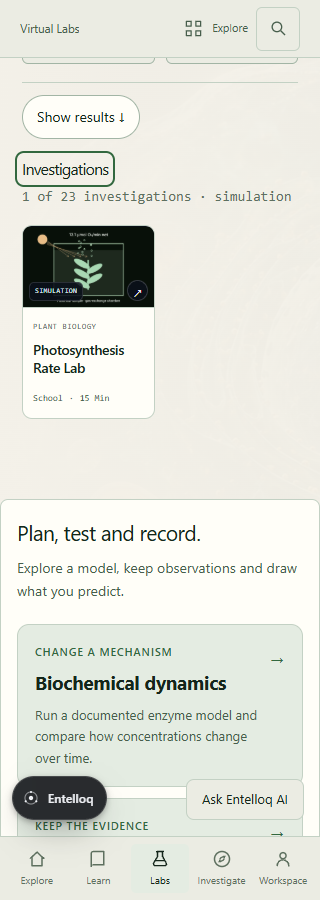 Virtual Labs
Explore
Show results ↓
Investigations
1 of 23 investigations · simulation
SIMULATION
↗
PLANT BIOLOGY
Photosynthesis
Rate Lab
School · 15 Min
Plan, test and record.
Explore a model, keep observations and draw
what you predict.
CHANGE A MECHANISM
→
Biochemical dynamics
Run a documented enzyme model and
compare how concentrations change
over time.
Entelloq
Ask Entelloq AI
KEEP THE EVIDENCE
→
Explore
Learn
Labs
Investigate
Workspace